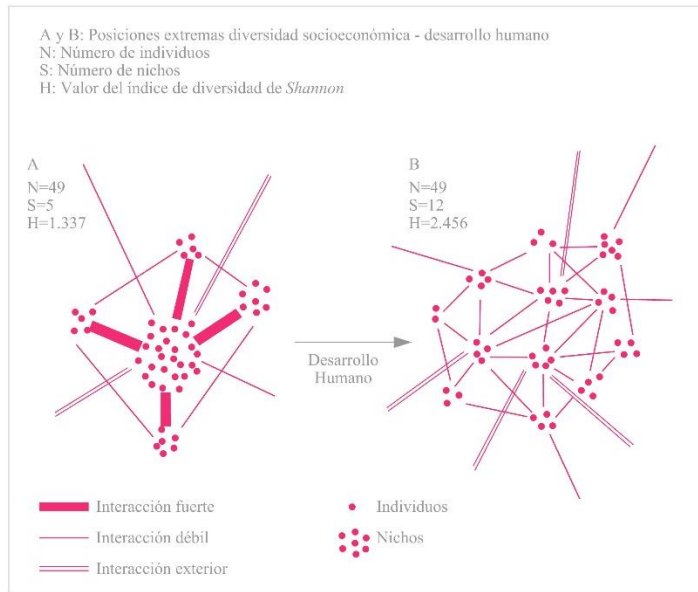 A y B: Posiciones extremas diversidad socioeconómica - desarrollo humano
N: Número de individuos
S: Número de nichos
H: Valor del índice de diversidad de Shannon
A
N=49
S=5
H=1.337
B
N=49
S=12
H=2.456
Desarrollo
Humano
Interacción fuerte
Interacción débil
Interacción exterior
Individuos
Nichos